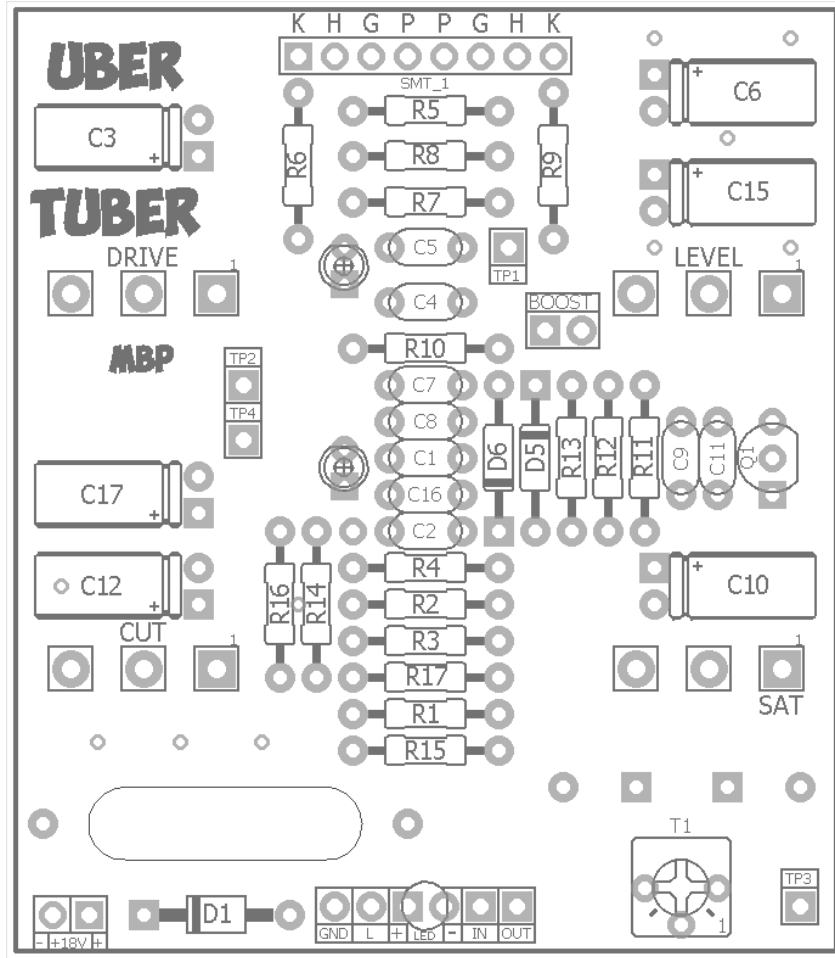 K H G P P G H K
UBER
SMT_1
C6
C3
+
+
R5
R6
R8
R9
C15
+
R7
TUBER
C5
TP1
DRIVE
1
LEVEL
1
C4
BOOST
MBP
TP2
R10
TP4
C7
C8
D6
D5
R13
R12
R11
C9
C11
Q1
C1
C17
+
C16
C2
C12
+
R16
R14
R4
+
C10
R2
CUT
1
R3
1
R17
SAT
R1
R15
T1
TP3
1
D1
- +18V +
GND L + LED - IN OUT